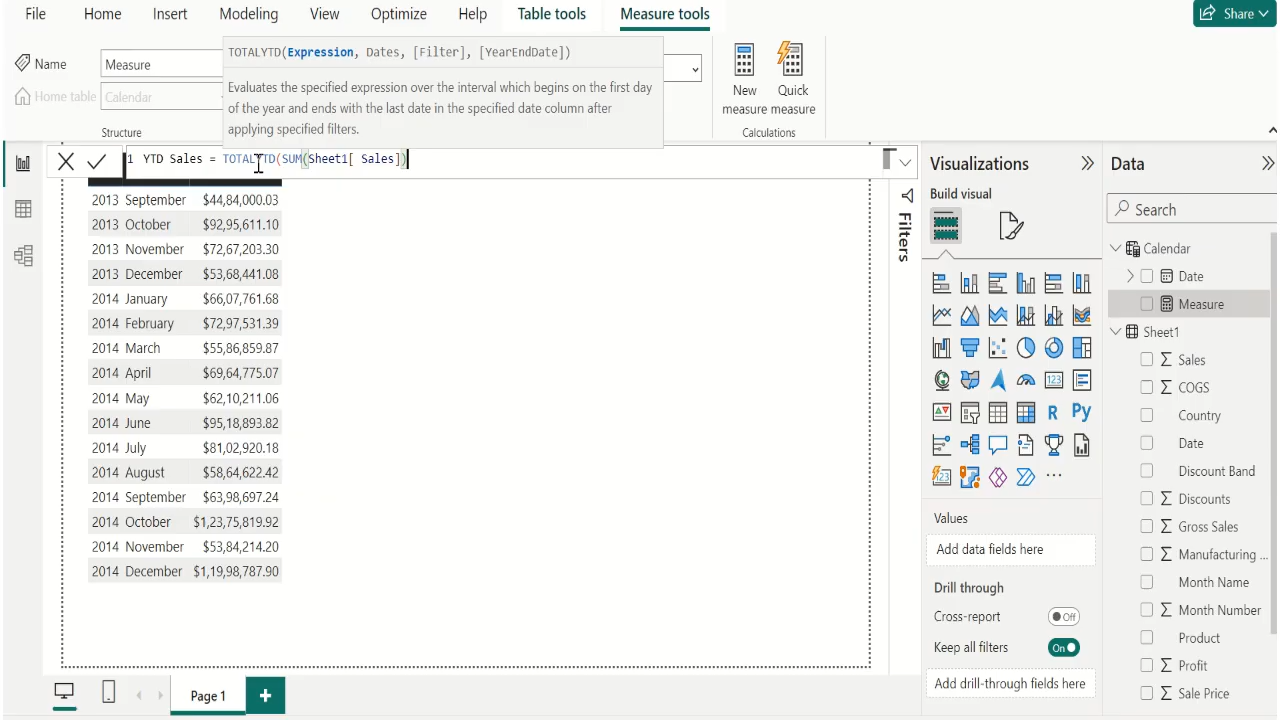 File Home Insert Modeling View Optimize Help Table tools Measure tools Share
Name Measure
Home table Calendar
Structure
TOTALYTD(Expression, Dates, [Filter], [YearEndDate])
Evaluates the specified expression over the interval which begins on the first day
of the year and ends with the last date in the specified date column after
applying specified filters.
New
measure
Quick
measure
Calculations
1 YTD Sales = TOTALYTD(SUM(Sheet1[ Sales])
2013 September $44,84,000.03
2013 October $92,95,611.10
2013 November $72,67,203.30
2013 December $53,68,441.08
2014 January $66,07,761.68
2014 February $72,97,531.39
2014 March $55,86,859.87
2014 April $69,64,775.07
2014 May $62,10,211.06
2014 June $95,18,893.82
2014 July $81,02,920.18
2014 August $58,64,622.42
2014 September $63,98,697.24
2014 October $1,23,75,819.92
2014 November $53,84,214.20
2014 December $1,19,98,787.90
Page 1
Filters
Visualizations
Build visual
R Py
123
Values
Add data fields here
Drill through
Cross-report Off
Keep all filters On
Add drill-through fields here
Data
Search
Calendar
Date
Measure
Sheet1
Sales
COGS
Country
Date
Discount Band
Discounts
Gross Sales
Manufacturing ...
Month Name
Month Number
Product
Profit
Sale Price